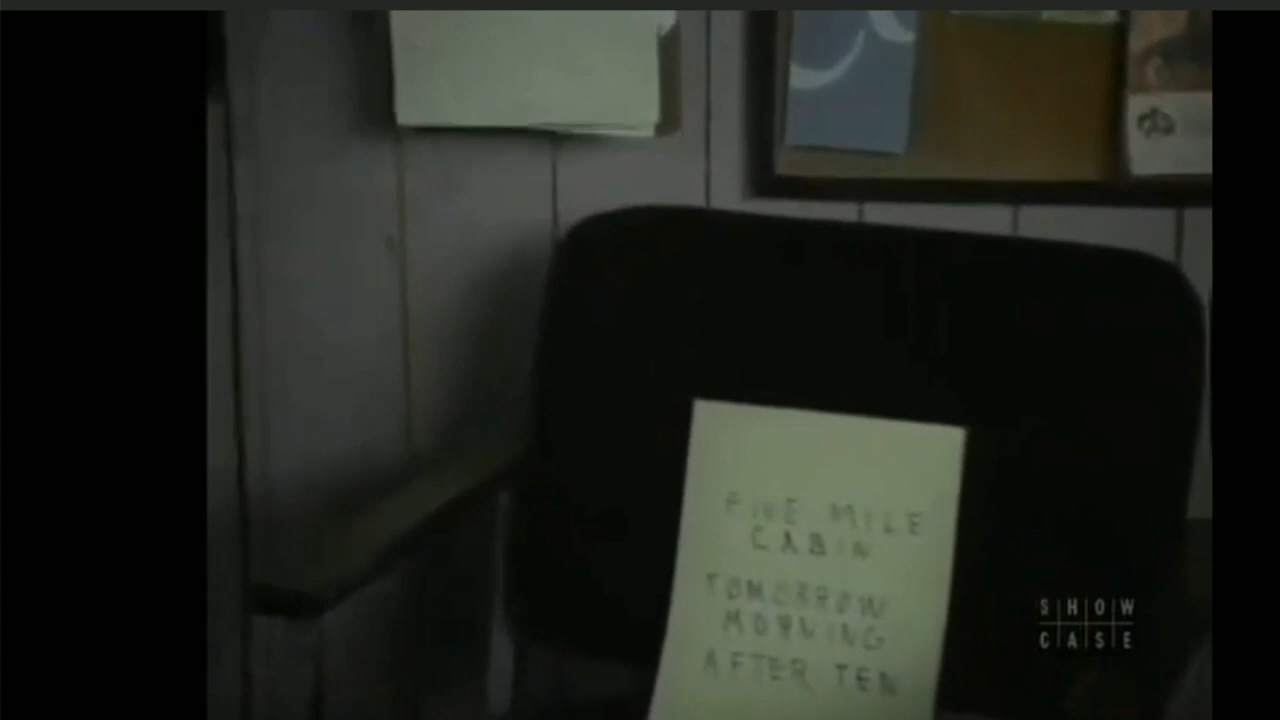 FIVE MILE
CABIN
TOMORROW
MORNING
AFTER TEN
SHOW
CASE